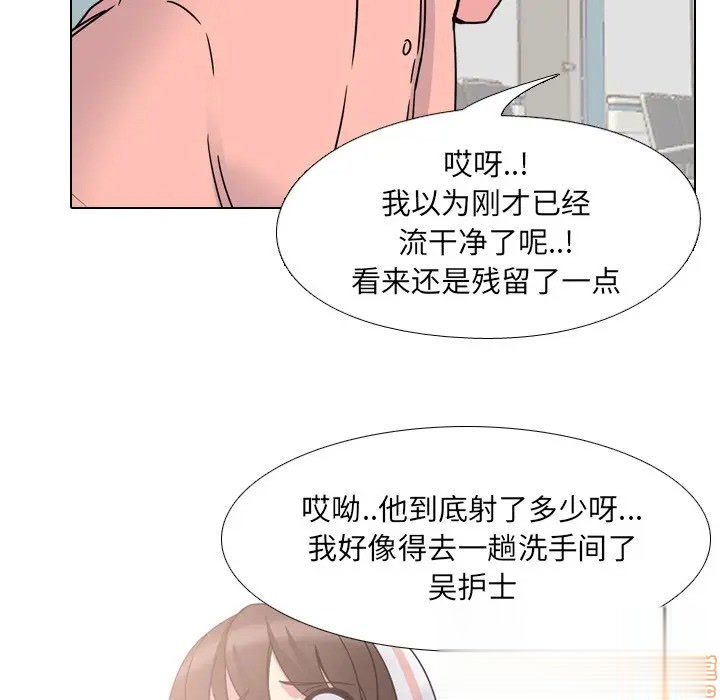 哎呀..!
我以为刚才已经
流干净了呢..!
看来还是残留了一点
哎呦..他到底射了多少呀...
我好像得去一趟洗手间了
吴护士